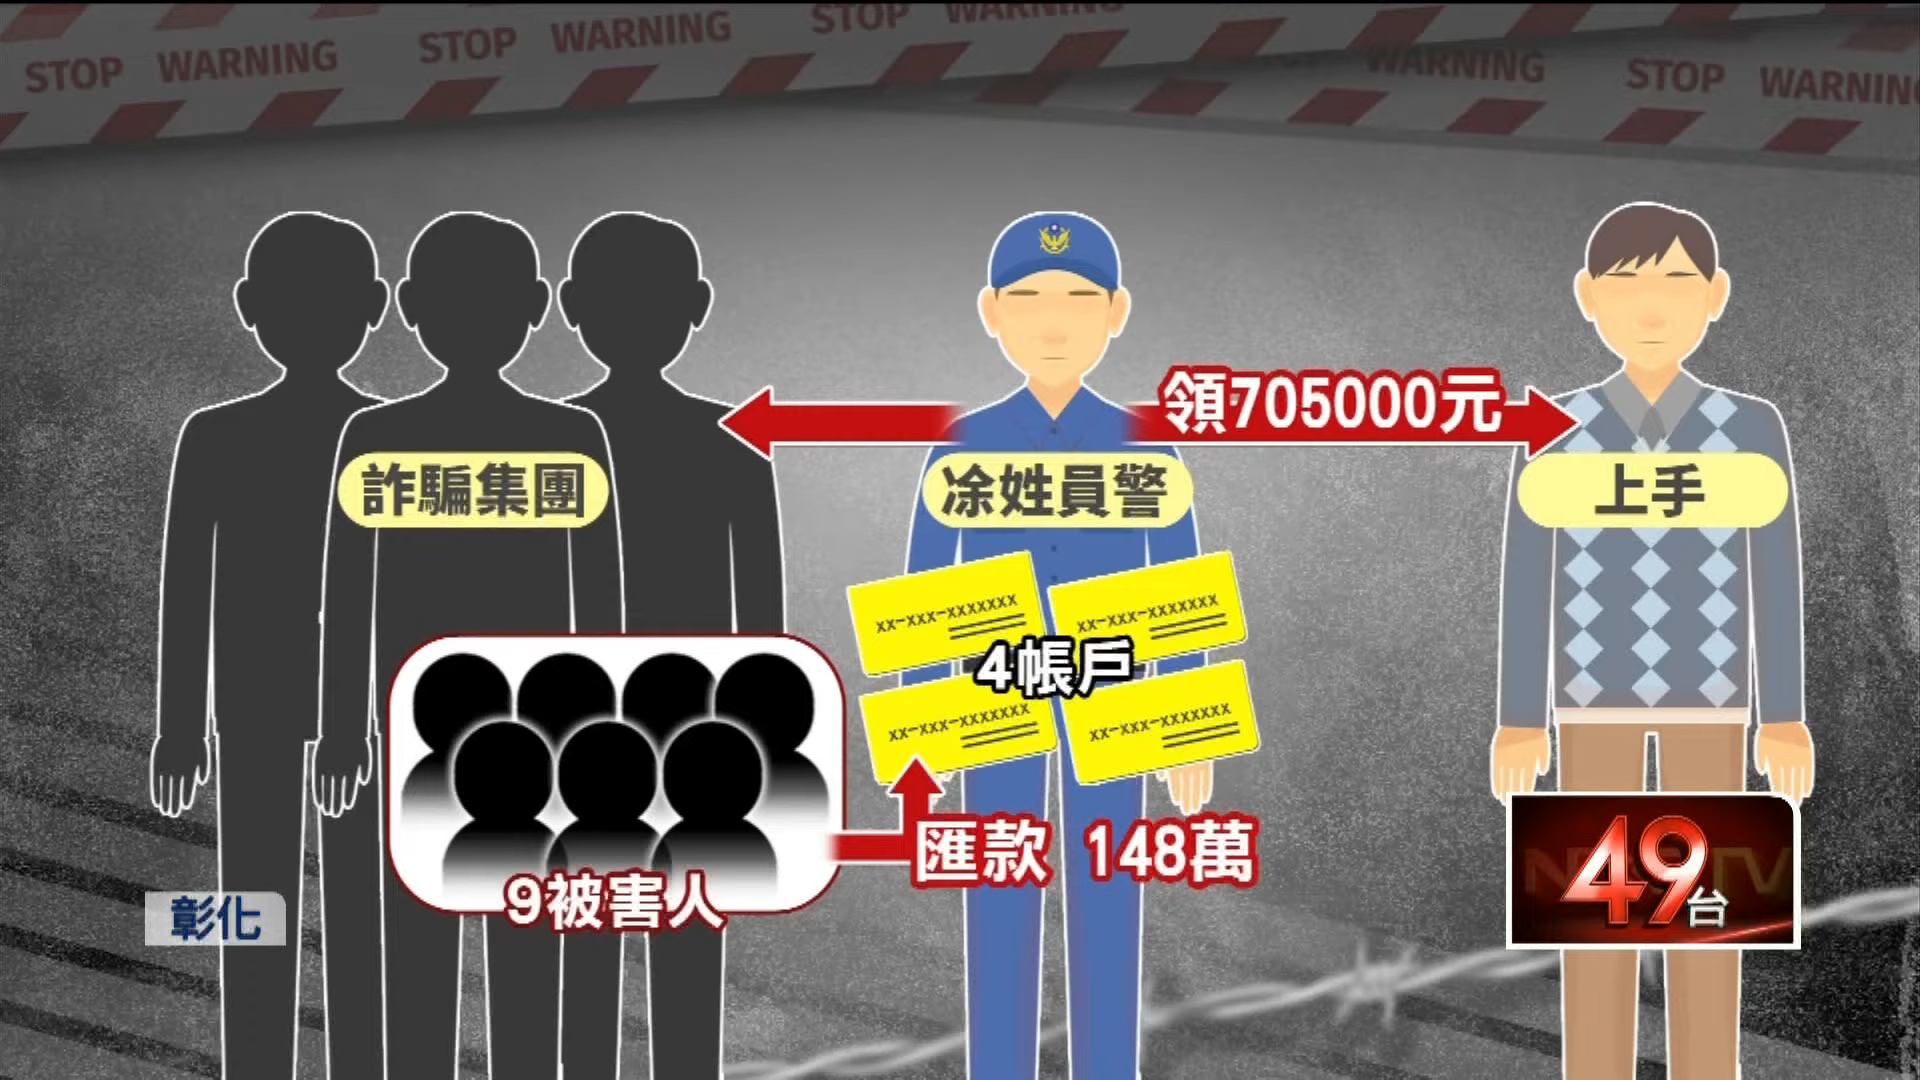 STOP WARNING STOP WARNING STOP WARNING
WARNING STOP WARNING
領705000元
詐騙集團
凃姓員警
上手
xx-xxx-xxxxxxx
xx-xxx-xxxxxxx
4帳戶
xx-xxx-xxxxxxx
xx-xxx-xxxxxxx
匯款 148萬
9被害人
彰化
49台